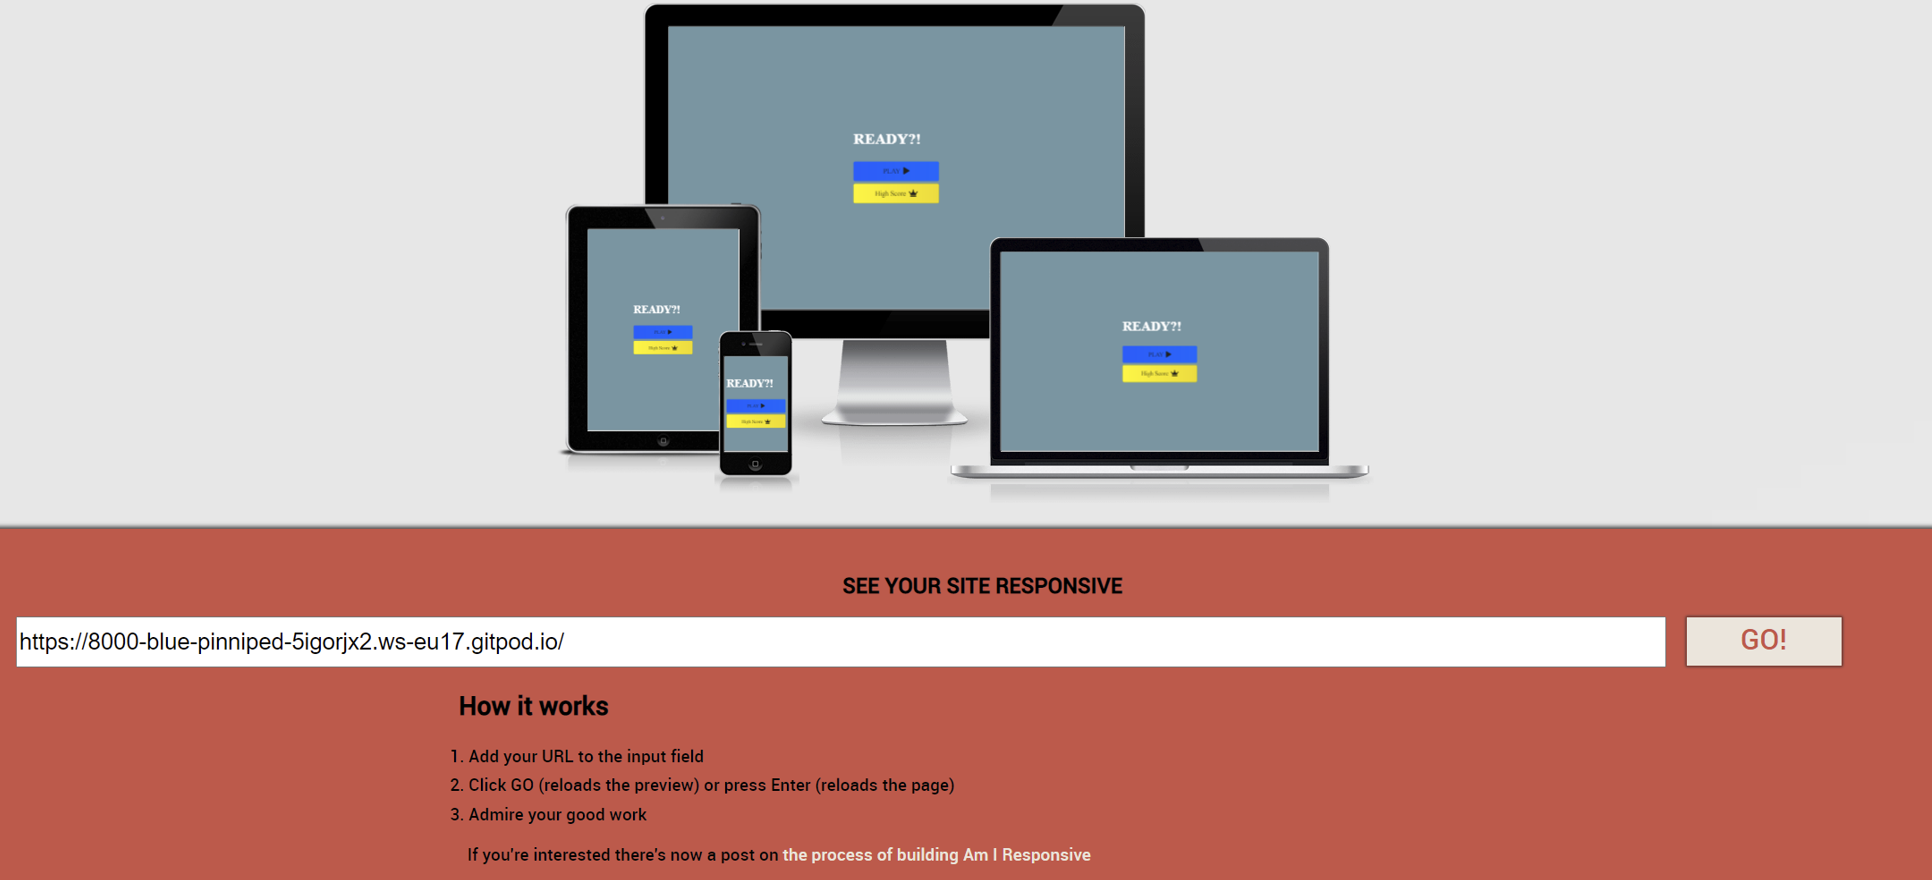 READY?!
PLAY
High Score
READY?!
PLAY
High Score
READY?!
PLAY
High Score
READY?!
PLAY
High Score
SEE YOUR SITE RESPONSIVE
https://8000-blue-pinniped-5igorjx2.ws-eu17.gitpod.io/ GO!
How it works
1. Add your URL to the input field
2. Click GO (reloads the preview) or press Enter (reloads the page)
3. Admire your good work
If you're interested there's now a post on the process of building Am I Responsive